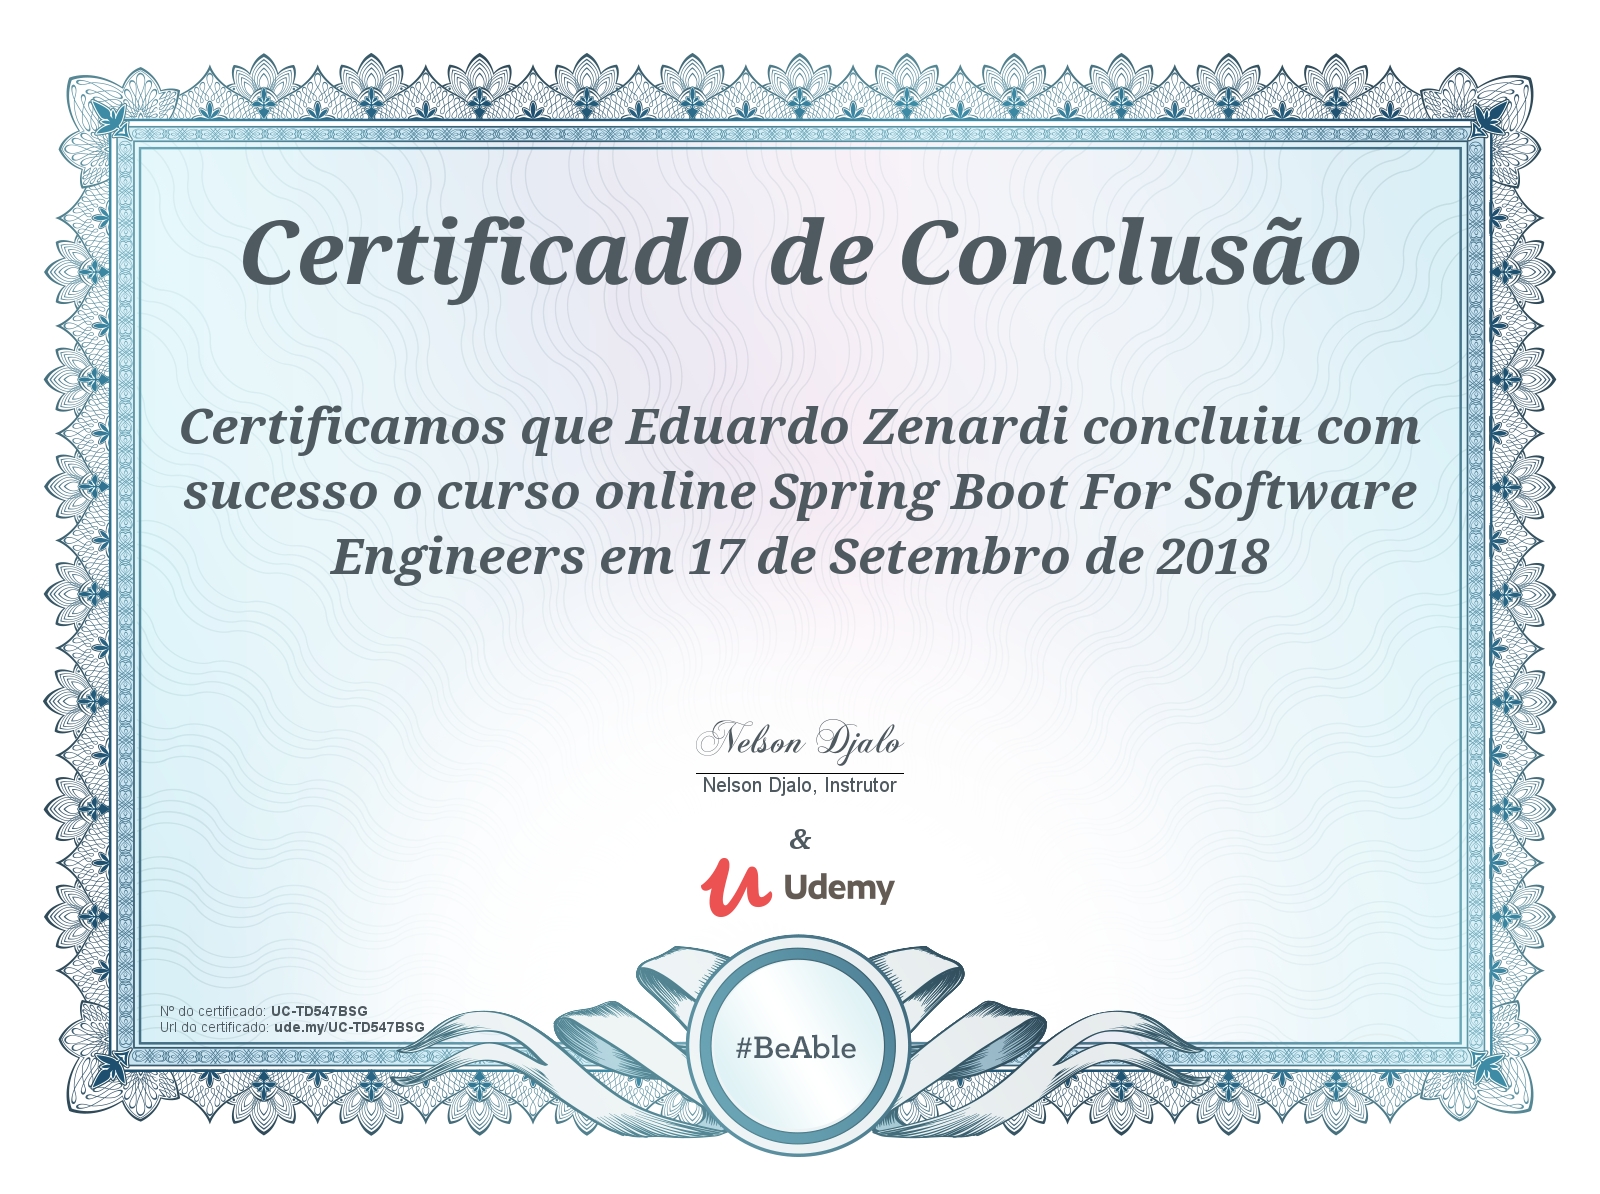 Certificado de Conclusão
Certificamos que Eduardo Zenardi concluiu com
sucesso o curso online Spring Boot For Software
Engineers em 17 de Setembro de 2018
Nelson Djalo
Nelson Djalo, Instrutor
&
Udemy
Nº do certificado: UC-TD547BSG
Url do certificado: ude.my/UC-TD547BSG
#BeAble